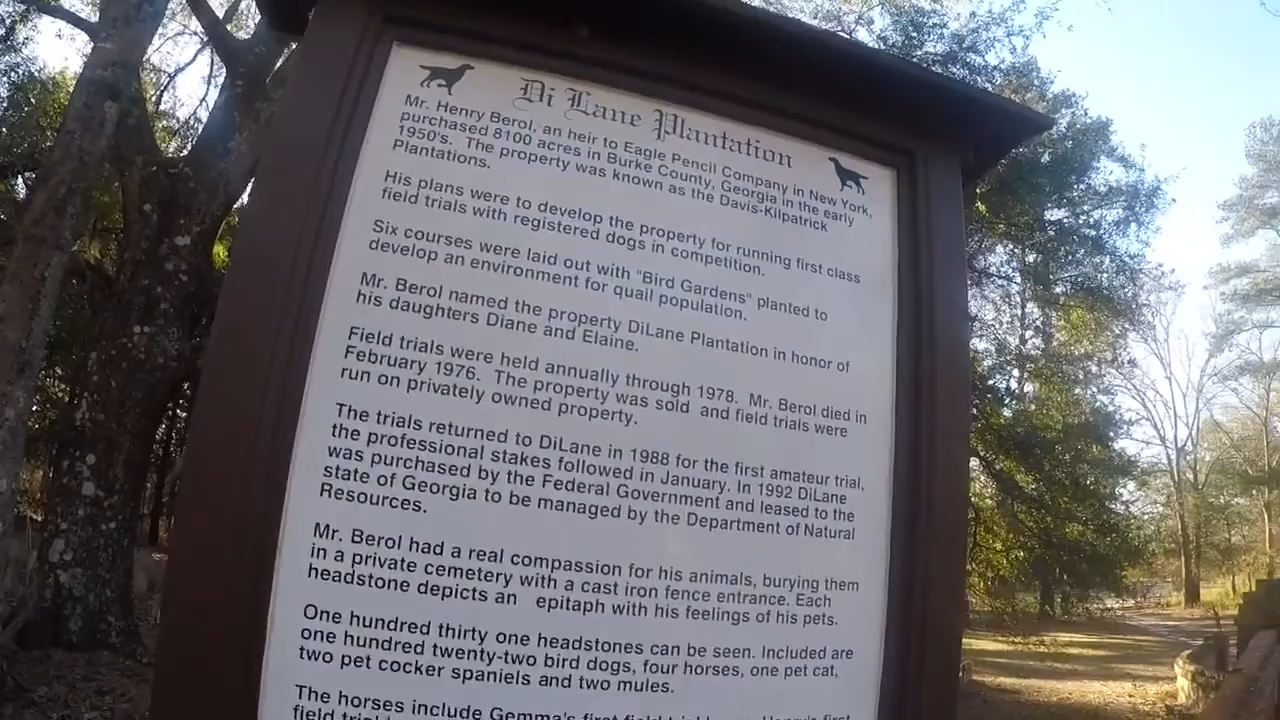 Di Lane Plantation
Mr. Henry Berol, an heir to Eagle Pencil Company in New York,
purchased 8100 acres in Burke County, Georgia in the early
1950's. The property was known as the Davis-Kilpatrick
Plantations.
His plans were to develop the property for running first class
field trials with registered dogs in competition.
Six courses were laid out with "Bird Gardens" planted to
develop an environment for quail population.
Mr. Berol named the property DiLane Plantation in honor of
his daughters Diane and Elaine.
Field trials were held annually through 1978. Mr. Berol died in
February 1976. The property was sold and field trials were
run on privately owned property.
The trials returned to DiLane in 1988 for the first amateur trial,
the professional stakes followed in January. In 1992 DiLane
was purchased by the Federal Government and leased to the
state of Georgia to be managed by the Department of Natural
Resources.
Mr. Berol had a real compassion for his animals, burying them
in a private cemetery with a cast iron fence entrance. Each
headstone depicts an epitaph with his feelings of his pets.
One hundred thirty one headstones can be seen. Included are
one hundred twenty-two bird dogs, four horses, one pet cat,
two pet cocker spaniels and two mules.
The horses include Gemma's first field
field